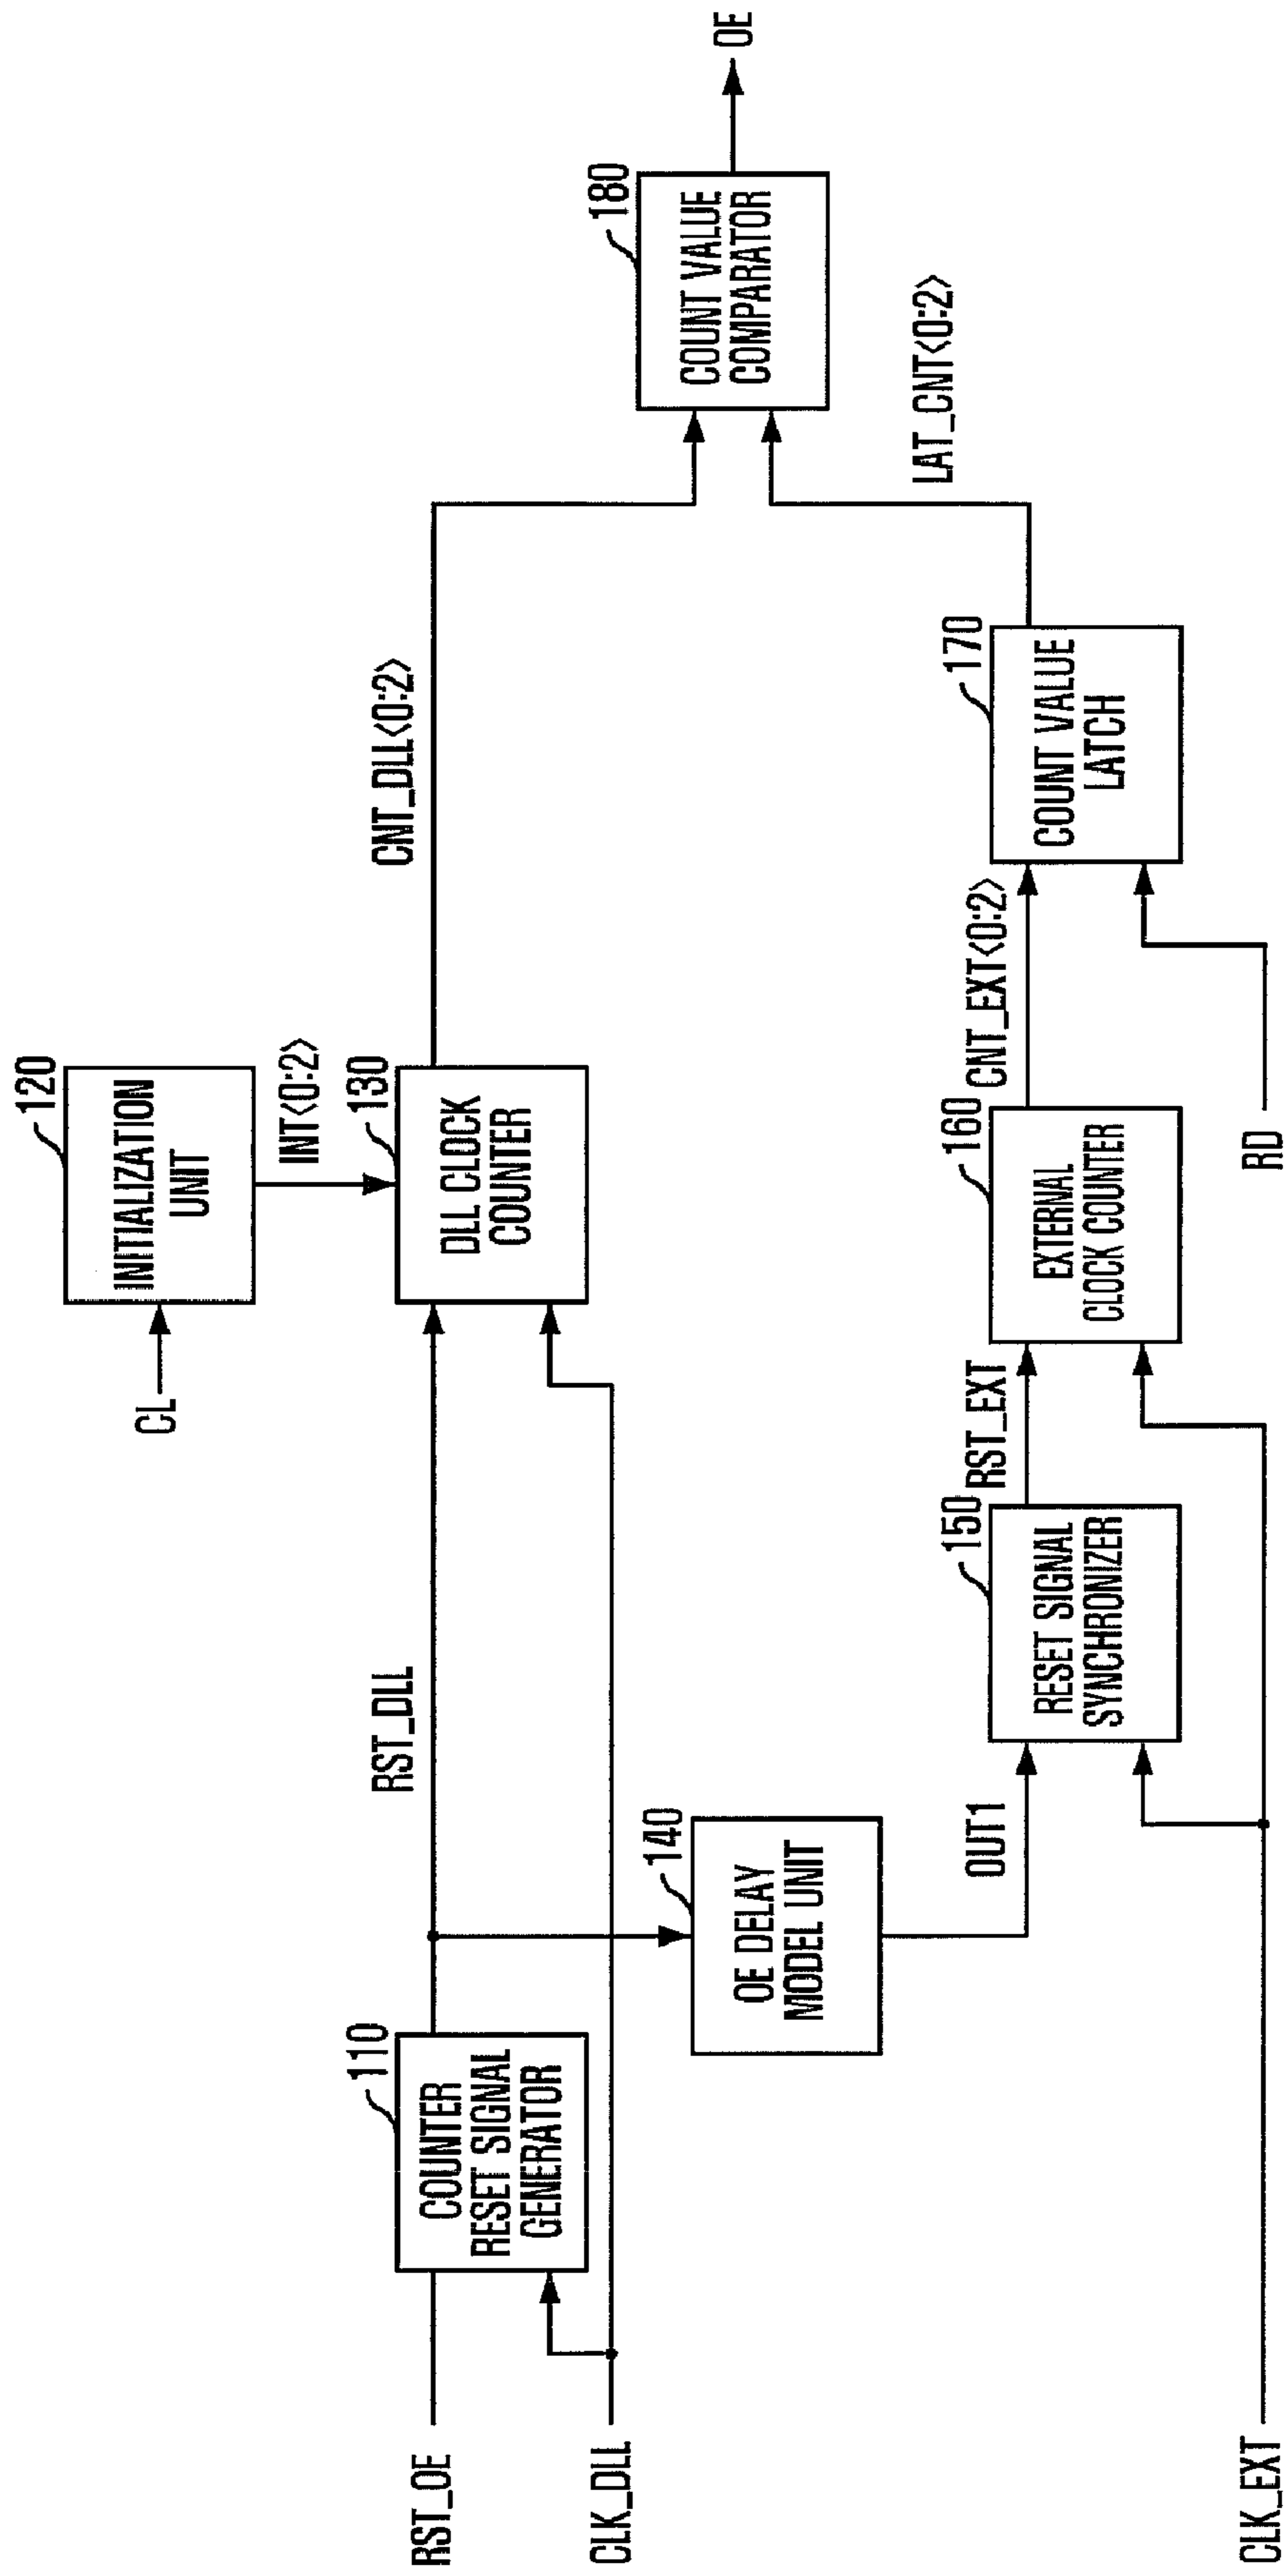 120
INITIALIZATION
UNIT
CL
INT<0:2>
110
COUNTER
RESET SIGNAL
GENERATOR
RST_OE
CLK_DLL
RST_DLL
130
DLL CLOCK
COUNTER
CNT_DLL<0:2>
140
OE DELAY
MODEL UNIT
OUT1
180
COUNT VALUE
COMPARATOR
OE
LAT_CNT<0:2>
150
RESET SIGNAL
SYNCHRONIZER
RST_EXT
160
EXTERNAL
CLOCK COUNTER
CNT_EXT<0:2>
170
COUNT VALUE
LATCH
CLK_EXT
RD